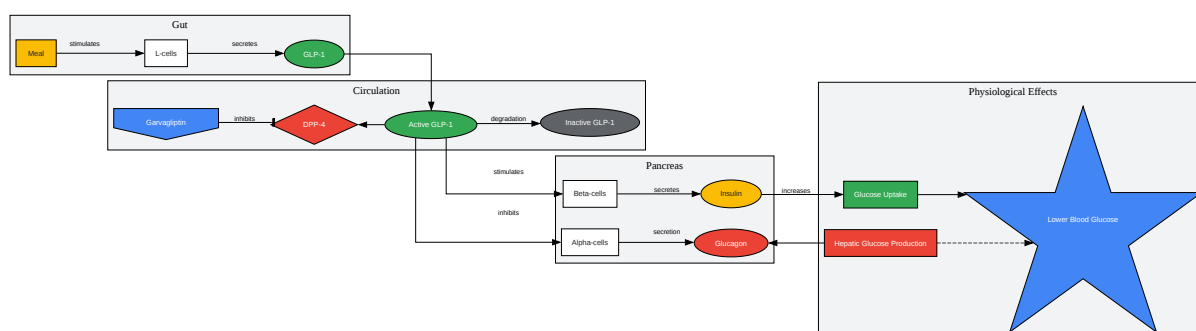 Gut
Meal
stimulates
L-cells
secretes
GLP-1
Circulation
Garvagliptin
inhibits
DPP-4
Active GLP-1
degradation
Inactive GLP-1
Pancreas
stimulates
Beta-cells
secretes
Insulin
increases
inhibits
Alpha-cells
secretion
Glucagon
Physiological Effects
Glucose Uptake
Lower Blood Glucose
Hepatic Glucose Production